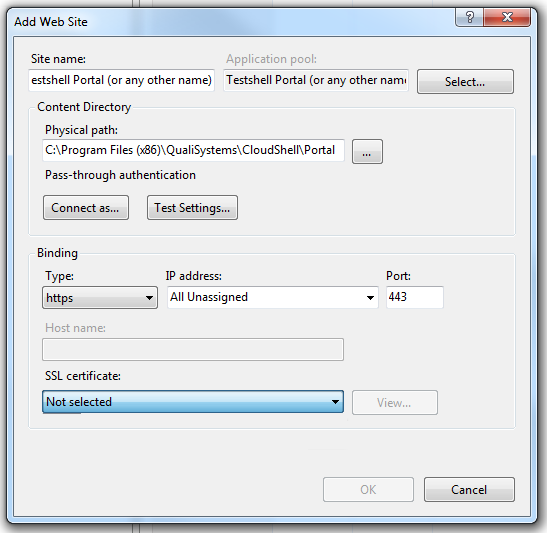 Add Web Site
?
Site name:
Application pool:
estshell Portal (or any other name)
Testshell Portal (or any other name
Select...
Content Directory
Physical path:
C:\Program Files (x86)\QualiSystems\CloudShell\Portal
...
Pass-through authentication
Connect as...
Test Settings...
Binding
Type:
IP address:
Port:
https
All Unassigned
443
Host name:
SSL certificate:
Not selected
View...
OK
Cancel